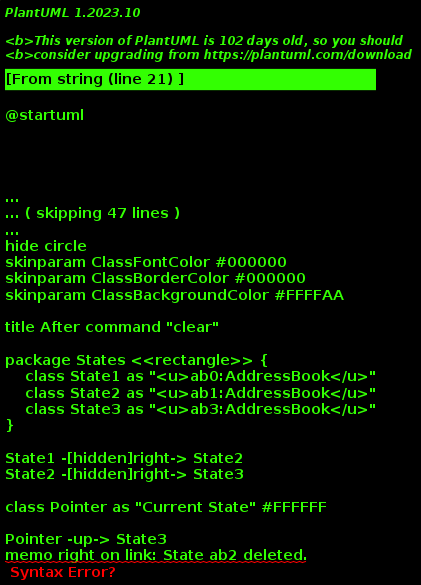 PlantUML 1.2023.10
<b>This version of PlantUML is 102 days old, so you should
<b>consider upgrading from https://plantuml.com/download
[From string (line 21) ]
@startuml
...
... ( skipping 47 lines )
...
hide circle
skinparam ClassFontColor #000000
skinparam ClassBorderColor #000000
skinparam ClassBackgroundColor #FFFFAA
title After command "clear"
package States <<rectangle>> {
    class State1 as "<u>ab0:AddressBook</u>"
    class State2 as "<u>ab1:AddressBook</u>"
    class State3 as "<u>ab3:AddressBook</u>"
}
State1 -[hidden]right-> State2
State2 -[hidden]right-> State3
class Pointer as "Current State" #FFFFFF
Pointer -up-> State3
memo right on link: State ab2 deleted.
Syntax Error?